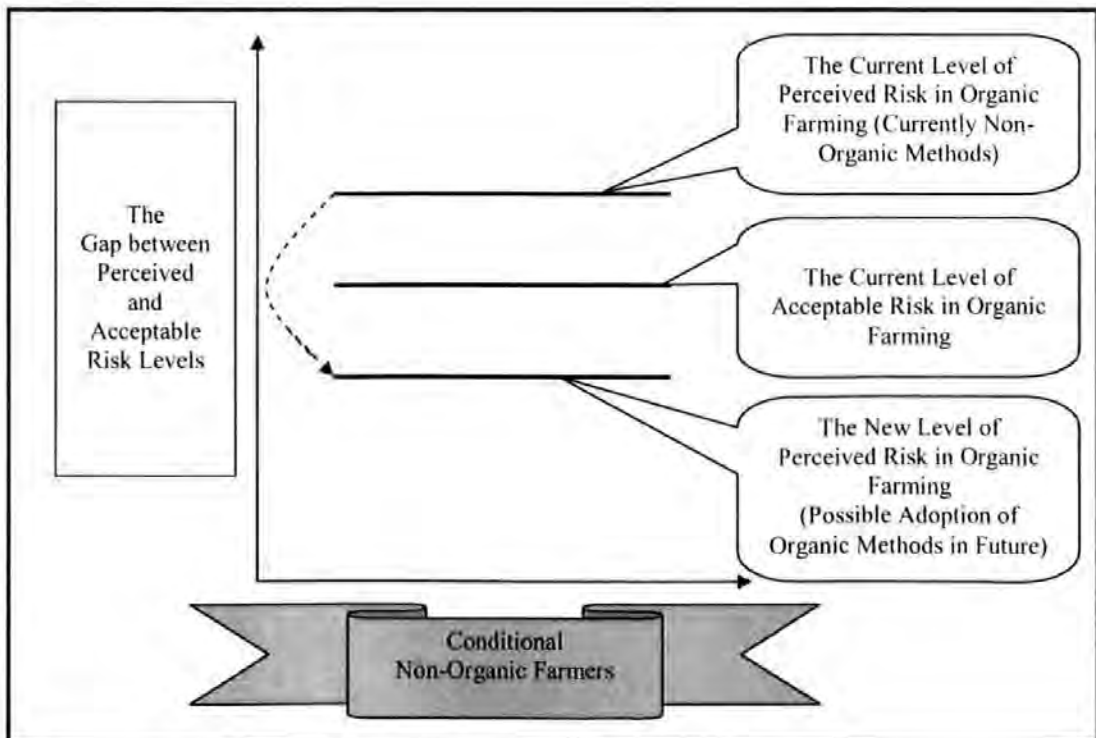 The
Gap between
Perceived
and
Acceptable
Risk Levels
The Current Level of
Perceived Risk in Organic
Farming (Currently Non-
Organic Methods)
The Current Level of
Acceptable Risk in Organic
Farming
The New Level of
Perceived Risk in Organic
Farming
(Possible Adoption of
Organic Methods in Future)
Conditional
Non-Organic Farmers